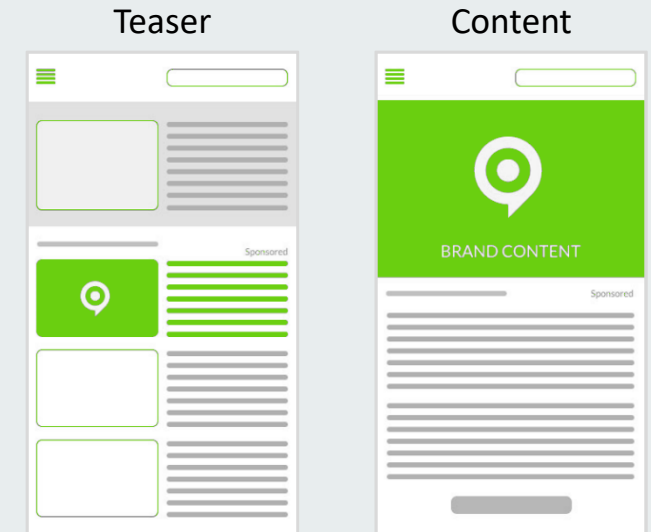 Teaser
Content
Sponsored
BRAND CONTENT
Sponsored